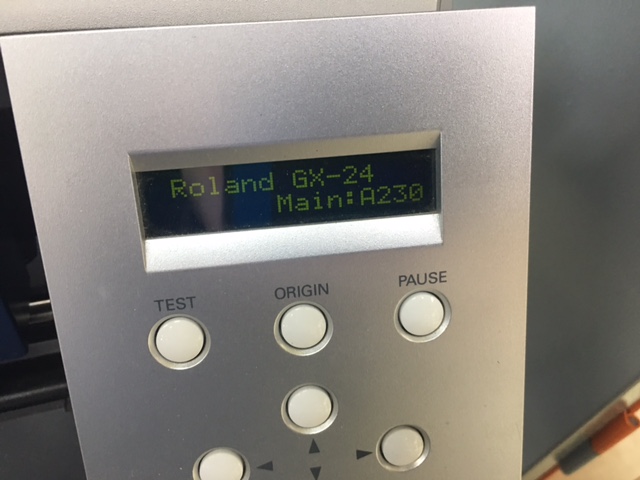 Roland GX-24
Main:A230
TEST ORIGIN PAUSE